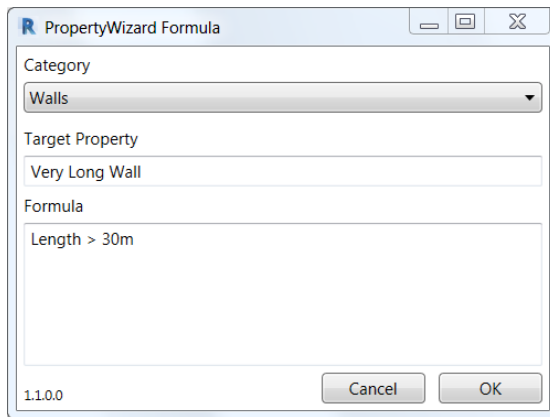 R PropertyWizard Formula
Category
Walls
Target Property
Very Long Wall
Formula
Length > 30m
1.1.0.0
Cancel
OK